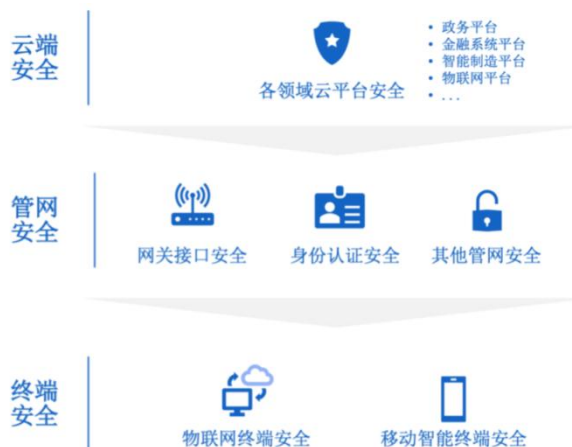 云端
安全
各领域云平台安全
• 政务平台
• 金融系统平台
• 智能制造平台
• 物联网平台
• ...
管网
安全
网关接口安全
身份认证安全
其他管网安全
终端
安全
物联网终端安全
移动智能终端安全